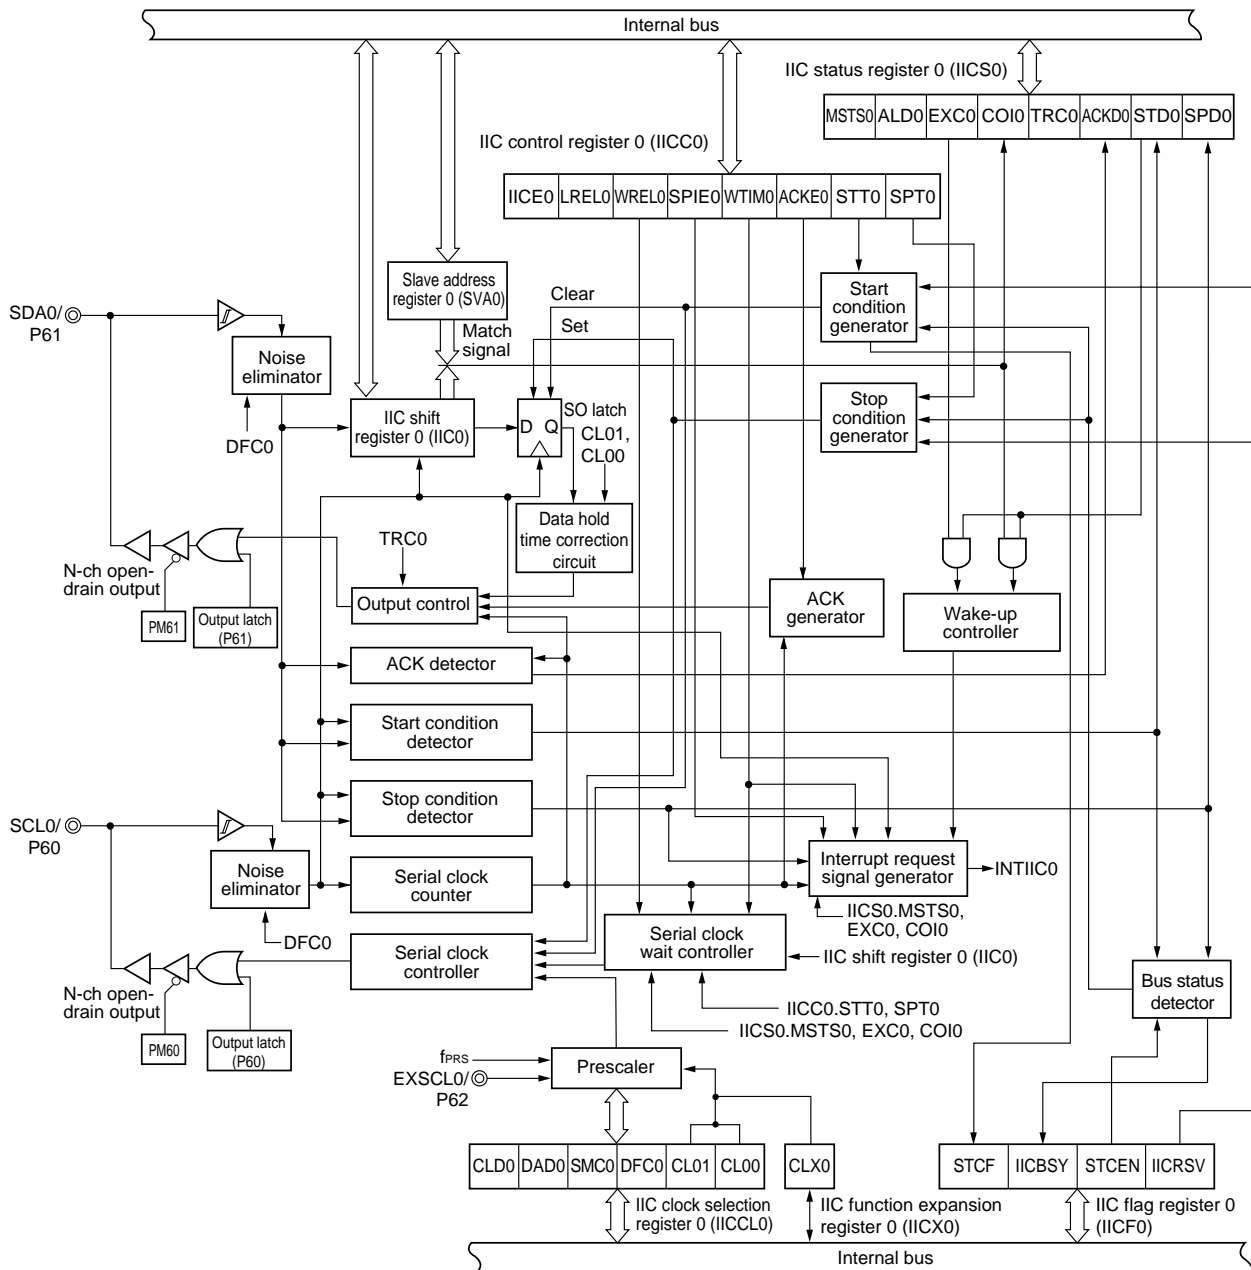 Internal bus
IIC status register 0 (IICS0)
MSTS0 ALD0 EXC0 COI0 TRC0 ACKD0 STD0 SPD0
IIC control register 0 (IICC0)
IICE0 LREL0 WREL0 SPIE0 WTIM0 ACKE0 STT0 SPT0
Slave address
register 0 (SVA0)
Clear
Set
Match
signal
Start
condition
generator
SDA0/
P61
Noise
eliminator
DFC0
IIC shift
register 0 (IIC0)
D Q
SO latch
CL01,
CL00
Stop
condition
generator
Data hold
time correction
circuit
TRC0
N-ch open-
drain output
PM61
Output latch
(P61)
Output control
ACK
generator
Wake-up
controller
ACK detector
Start condition
detector
Stop condition
detector
SCL0/
P60
Noise
eliminator
DFC0
Serial clock
counter
Interrupt request
signal generator
INTIIC0
IICS0.MSTS0,
EXC0, COI0
Serial clock
controller
Serial clock
wait controller
IIC shift register 0 (IIC0)
IICC0.STT0, SPT0
IICS0.MSTS0, EXC0, COI0
Bus status
detector
N-ch open-
drain output
PM60
Output latch
(P60)
fPRS
EXSCL0/
P62
Prescaler
CLD0 DAD0 SMC0 DFC0 CL01 CL00
CLX0
STCF IICBSY STCEN IICRSV
IIC clock selection
register 0 (IICCL0)
IIC function expansion
register 0 (IICX0)
IIC flag register 0
(IICF0)
Internal bus